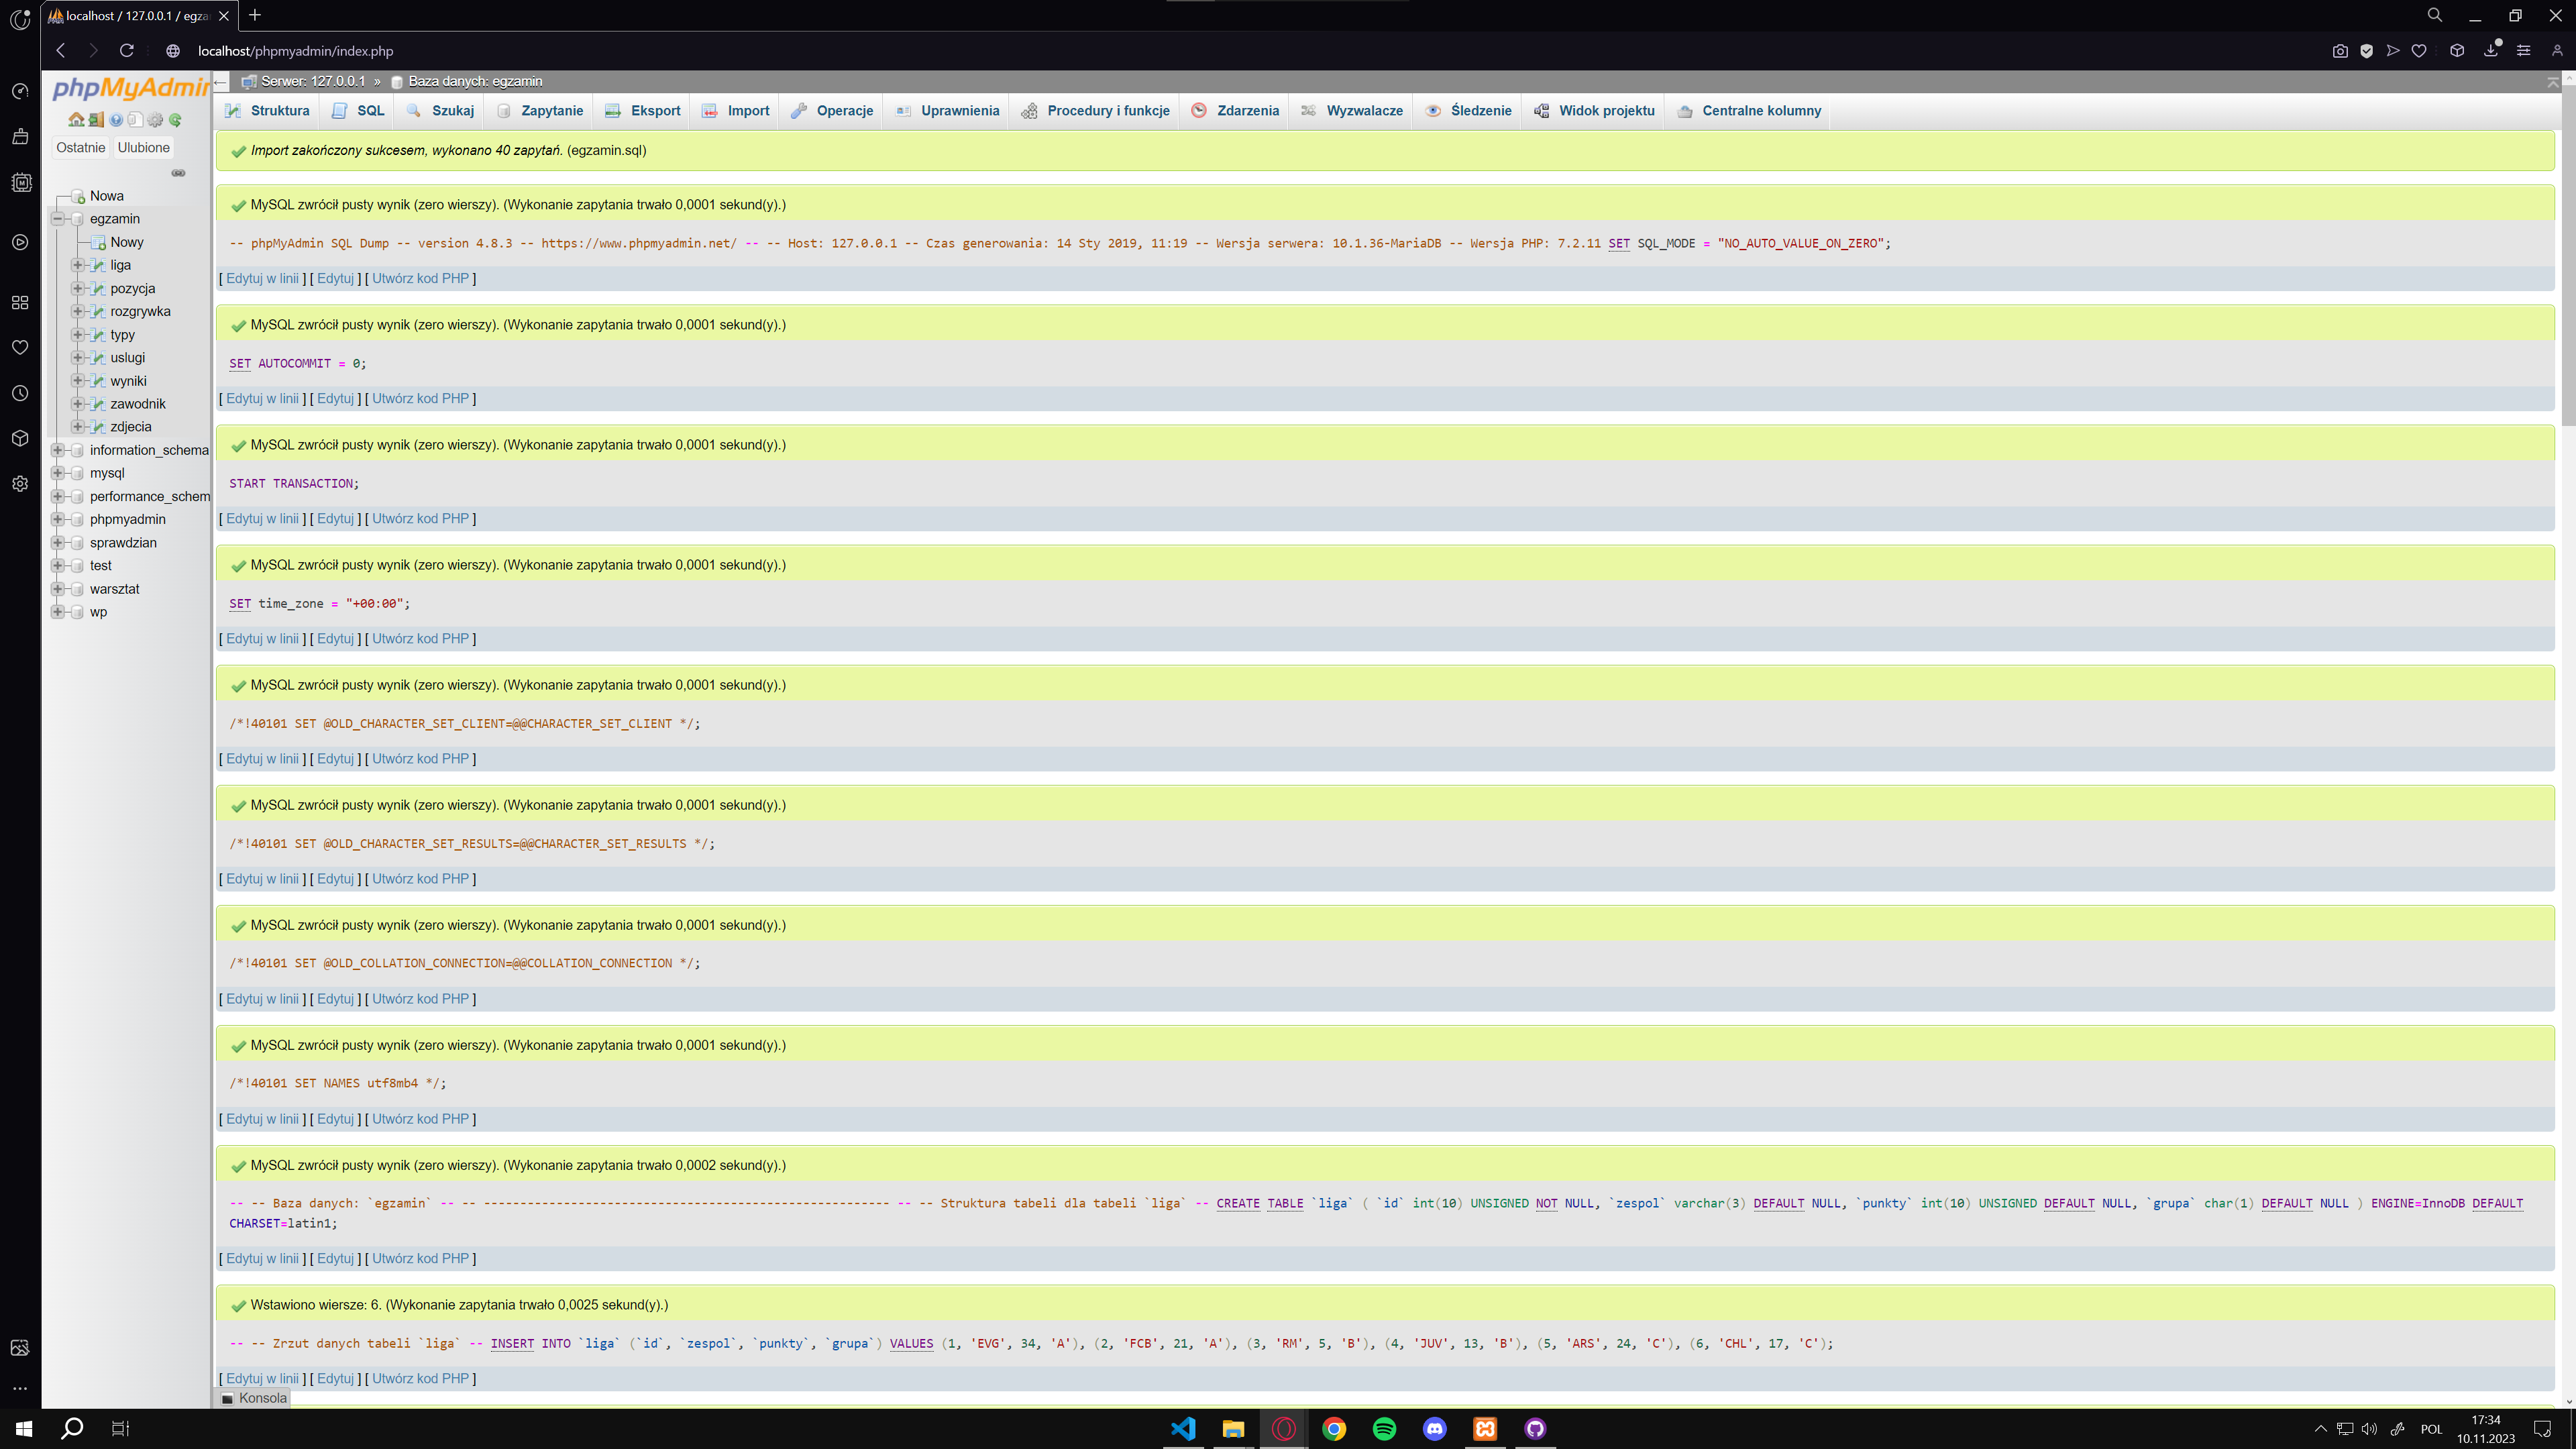 localhost / 127.0.0.1 / egza
localhost/phpmyadmin/index.php
phpMyAdmin
Ostatnie Ulubione
Nowa
egzamin
Nowy
liga
pozycja
rozgrywka
typy
uslugi
wyniki
zawodnik
zdjecia
information_schema
mysql
performance_schem
phpmyadmin
sprawdzian
test
warsztat
wp
Serwer: 127.0.0.1 » Baza danych: egzamin
Struktura SQL Szukaj Zapytanie Eksport Import Operacje Uprawnienia Procedury i funkcje Zdarzenia Wyzwalacze Śledzenie Widok projektu Centralne kolumny
Import zakończony sukcesem, wykonano 40 zapytań. (egzamin.sql)
MySQL zwrócił pusty wynik (zero wierszy). (Wykonanie zapytania trwało 0,0001 sekund(y).)
-- phpMyAdmin SQL Dump -- version 4.8.3 -- https://www.phpmyadmin.net/ -- -- Host: 127.0.0.1 -- Czas generowania: 14 Sty 2019, 11:19 -- Wersja serwera: 10.1.36-MariaDB -- Wersja PHP: 7.2.11 SET SQL_MODE = "NO_AUTO_VALUE_ON_ZERO";
[ Edytuj w linii ] [ Edytuj ] [ Utwórz kod PHP ]
MySQL zwrócił pusty wynik (zero wierszy). (Wykonanie zapytania trwało 0,0001 sekund(y).)
SET AUTOCOMMIT = 0;
[ Edytuj w linii ] [ Edytuj ] [ Utwórz kod PHP ]
MySQL zwrócił pusty wynik (zero wierszy). (Wykonanie zapytania trwało 0,0001 sekund(y).)
START TRANSACTION;
[ Edytuj w linii ] [ Edytuj ] [ Utwórz kod PHP ]
MySQL zwrócił pusty wynik (zero wierszy). (Wykonanie zapytania trwało 0,0001 sekund(y).)
SET time_zone = "+00:00";
[ Edytuj w linii ] [ Edytuj ] [ Utwórz kod PHP ]
MySQL zwrócił pusty wynik (zero wierszy). (Wykonanie zapytania trwało 0,0001 sekund(y).)
/*!40101 SET @OLD_CHARACTER_SET_CLIENT=@@CHARACTER_SET_CLIENT */;
[ Edytuj w linii ] [ Edytuj ] [ Utwórz kod PHP ]
MySQL zwrócił pusty wynik (zero wierszy). (Wykonanie zapytania trwało 0,0001 sekund(y).)
/*!40101 SET @OLD_CHARACTER_SET_RESULTS=@@CHARACTER_SET_RESULTS */;
[ Edytuj w linii ] [ Edytuj ] [ Utwórz kod PHP ]
MySQL zwrócił pusty wynik (zero wierszy). (Wykonanie zapytania trwało 0,0001 sekund(y).)
/*!40101 SET @OLD_COLLATION_CONNECTION=@@COLLATION_CONNECTION */;
[ Edytuj w linii ] [ Edytuj ] [ Utwórz kod PHP ]
MySQL zwrócił pusty wynik (zero wierszy). (Wykonanie zapytania trwało 0,0001 sekund(y).)
/*!40101 SET NAMES utf8mb4 */;
[ Edytuj w linii ] [ Edytuj ] [ Utwórz kod PHP ]
MySQL zwrócił pusty wynik (zero wierszy). (Wykonanie zapytania trwało 0,0002 sekund(y).)
-- -- Baza danych: `egzamin` -- -- -------------------------------------------------------- -- -- Struktura tabeli dla tabeli `liga` -- CREATE TABLE `liga` ( `id` int(10) UNSIGNED NOT NULL, `zespol` varchar(3) DEFAULT NULL, `punkty` int(10) UNSIGNED DEFAULT NULL, `grupa` char(1) DEFAULT NULL ) ENGINE=InnoDB DEFAULT
CHARSET=latin1;
[ Edytuj w linii ] [ Edytuj ] [ Utwórz kod PHP ]
Wstawiono wiersze: 6. (Wykonanie zapytania trwało 0,0025 sekund(y).)
-- -- Zrzut danych tabeli `liga` -- INSERT INTO `liga` (`id`, `zespol`, `punkty`, `grupa`) VALUES (1, 'EVG', 34, 'A'), (2, 'FCB', 21, 'A'), (3, 'RM', 5, 'B'), (4, 'JUV', 13, 'B'), (5, 'ARS', 24, 'C'), (6, 'CHL', 17, 'C');
[ Edytuj w linii ] [ Edytuj ] [ Utwórz kod PHP ]
Konsola
POL
17:34
10.11.2023